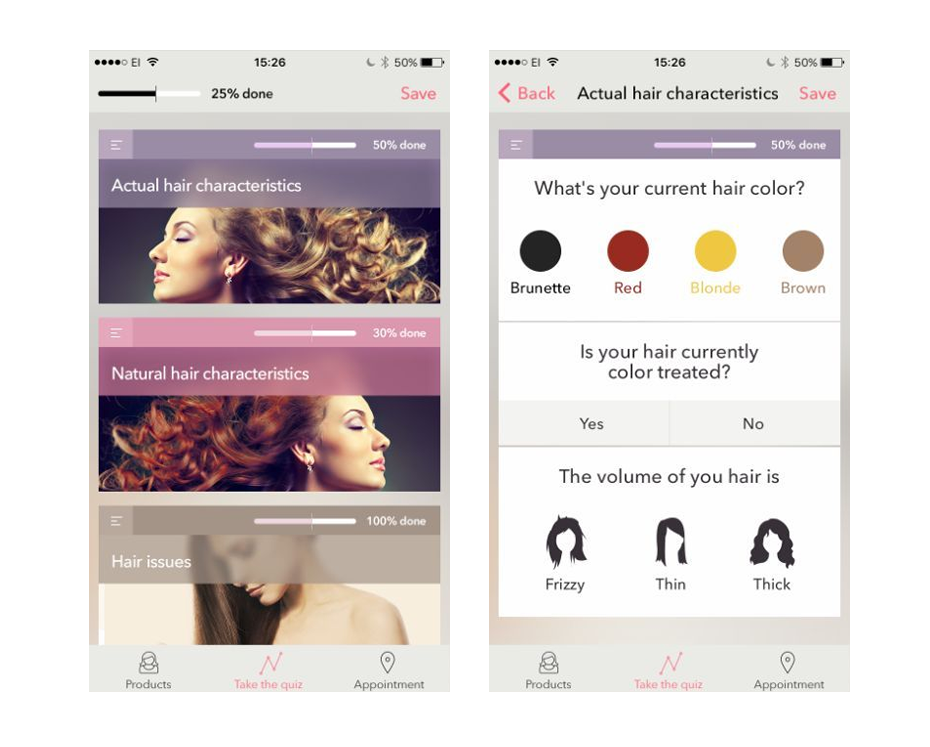 EI 15:26 50%
25% done Save
50% done
Actual hair characteristics
30% done
Natural hair characteristics
100% done
Hair issues
Products Take the quiz Appointment
EI 15:26 50%
Back Actual hair characteristics Save
50% done
What's your current hair color?
Brunette Red Blonde Brown
Is your hair currently
color treated?
Yes No
The volume of you hair is
Frizzy Thin Thick
Products Take the quiz Appointment